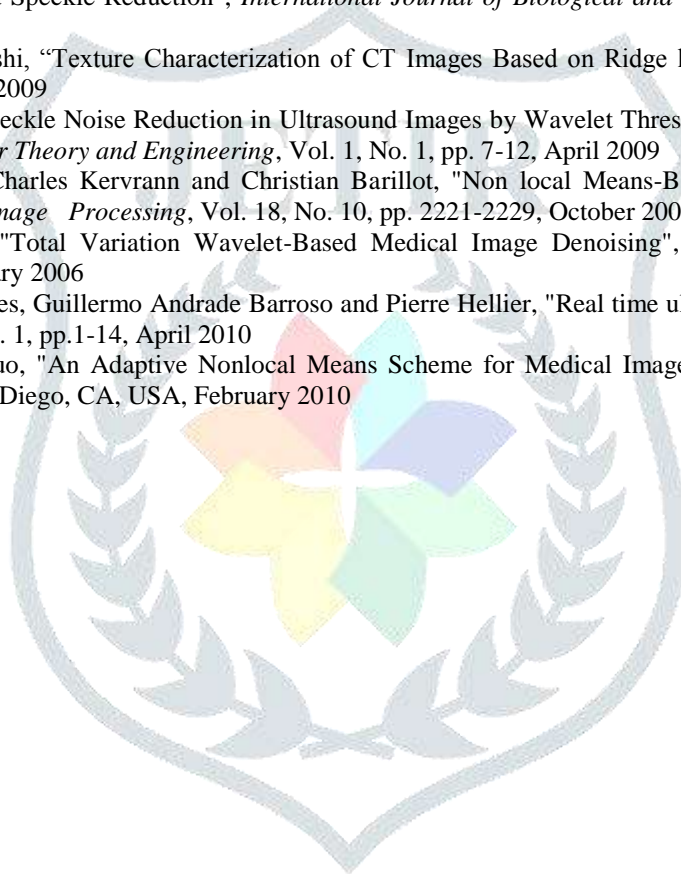 Speckle Reduction", International Journal of Biological and
shi, “Texture Characterization of CT Images Based on Ridge
2009
eckle Noise Reduction in Ultrasound Images by Wavelet Thres
r Theory and Engineering, Vol. 1, No. 1, pp. 7-12, April 2009
Charles Kervrann and Christian Barillot, "Non local Means-B
mage Processing, Vol. 18, No. 10, pp. 2221-2229, October 200
"Total Variation Wavelet-Based Medical Image Denoising",
ary 2006
es, Guillermo Andrade Barroso and Pierre Hellier, "Real time u
. 1, pp.1-14, April 2010
uo, "An Adaptive Nonlocal Means Scheme for Medical Image
Diego, CA, USA, February 2010
JETIR